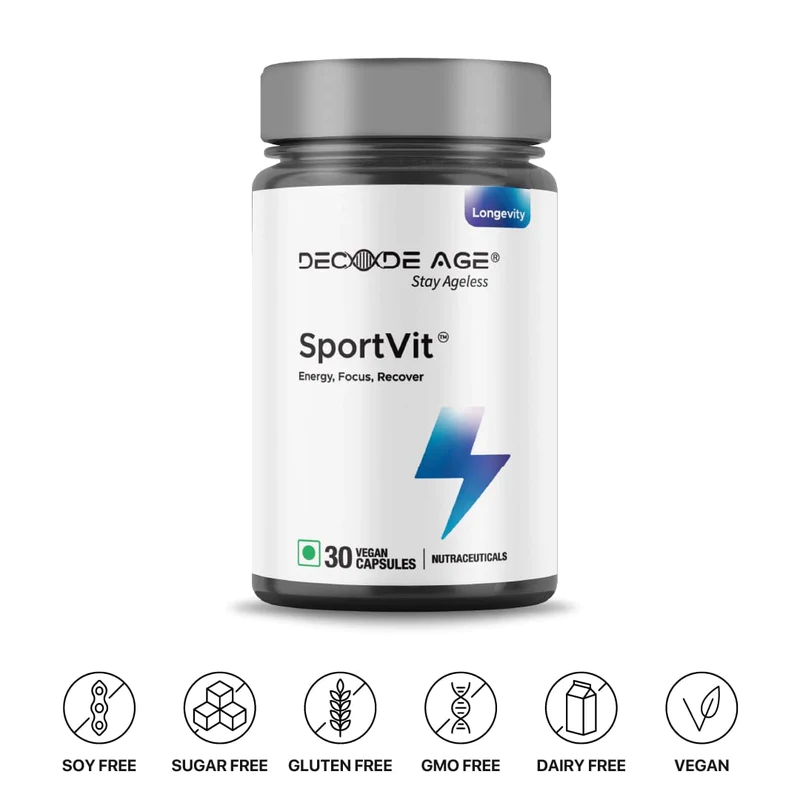 Longevity
DECODE AGE®
Stay Ageless
SportVit™
Energy, Focus, Recover
30 VEGAN CAPSULES | NUTRACEUTICALS
SOY FREE
SUGAR FREE
GLUTEN FREE
GMO FREE
DAIRY FREE
VEGAN